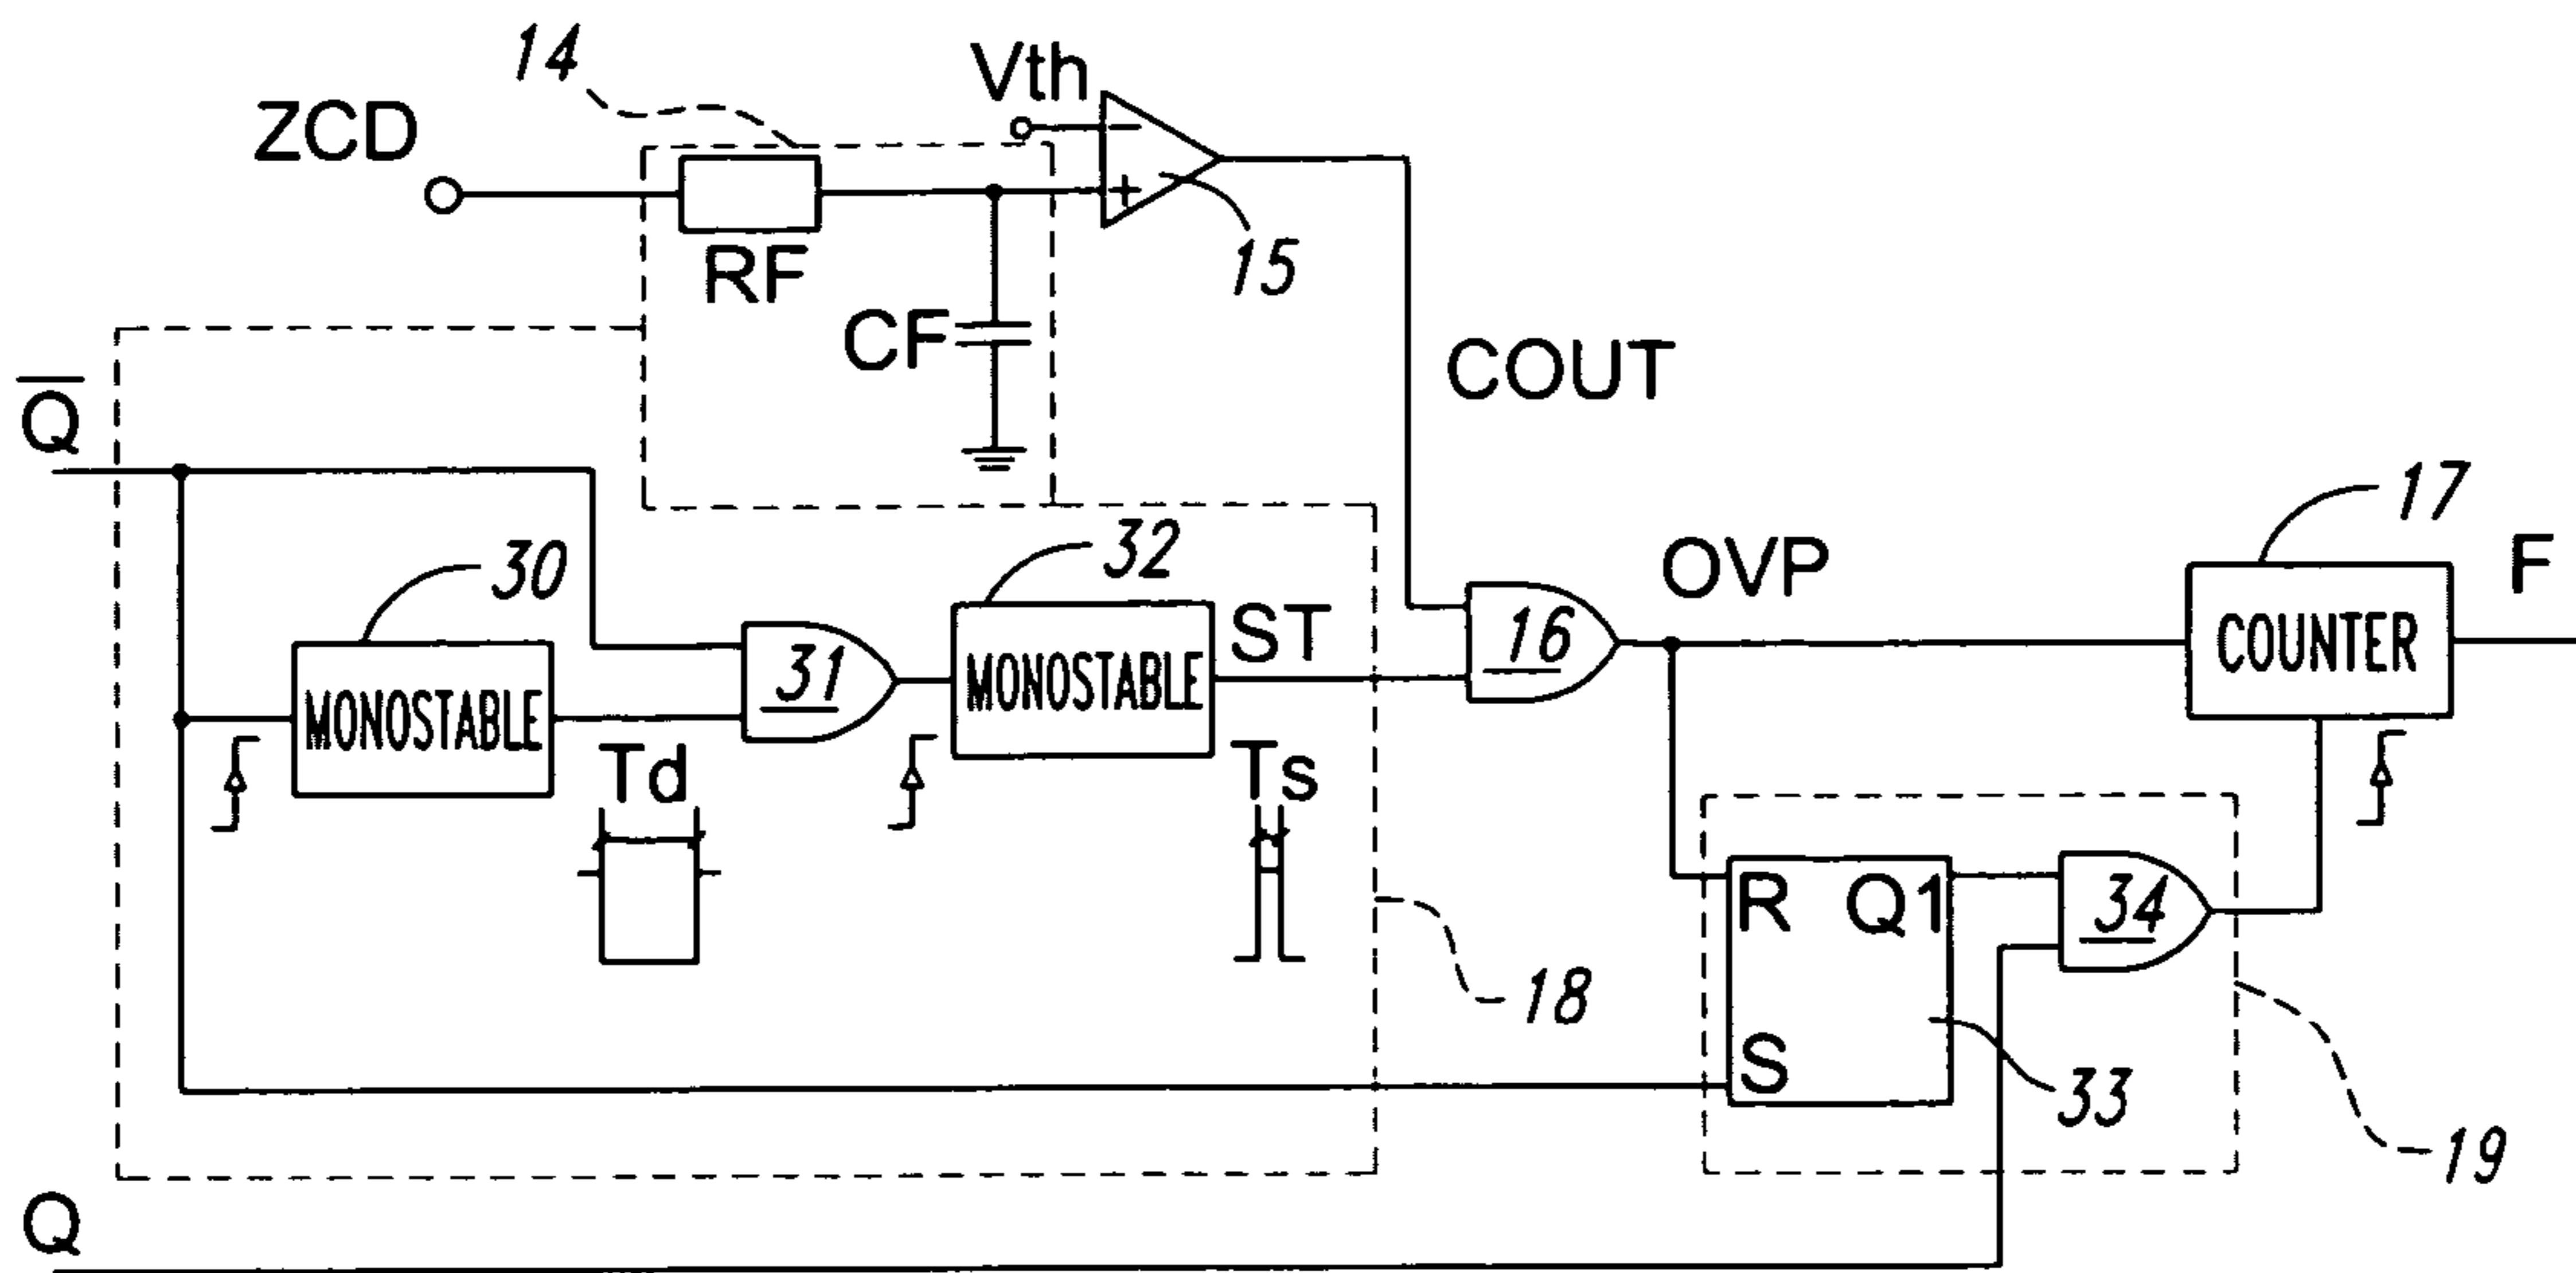 14
Vth
ZCD
−
+
15
RF
CF
COUT
Q̅
17
30
32
OVP
F
ST
16
COUNTER
31
MONOSTABLE
MONOSTABLE
Td
Ts
R
Q1
34
18
S
33
19
Q